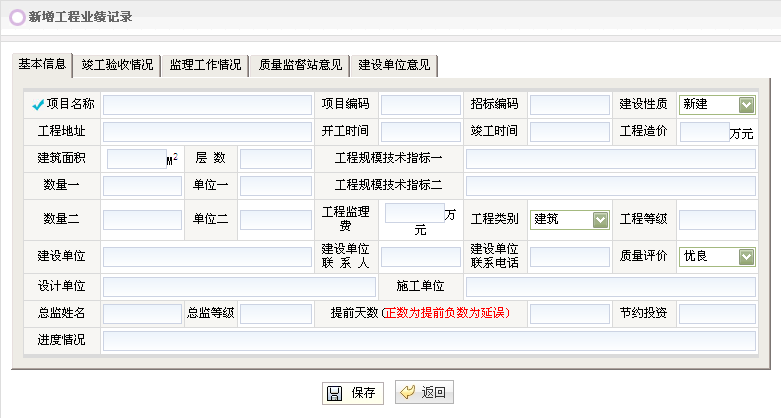 新增工程业绩记录
基本信息 竣工验收情况 监理工作情况 质量监督站意见 建设单位意见
项目名称 项目编码 招标编码 建设性质 新建
工程地址 开工时间 竣工时间 工程造价 万元
建筑面积 M2 层 数 工程规模技术指标一
数量一 单位一 工程规模技术指标二
数量二 单位二 工程监理费 万元 工程类别 建筑 工程等级
建设单位 建设单位联 系 人 建设单位联系电话 质量评价 优良
设计单位 施工单位
总监姓名 总监等级 提前天数(正数为提前负数为延误) 节约投资
进度情况
保存 返回